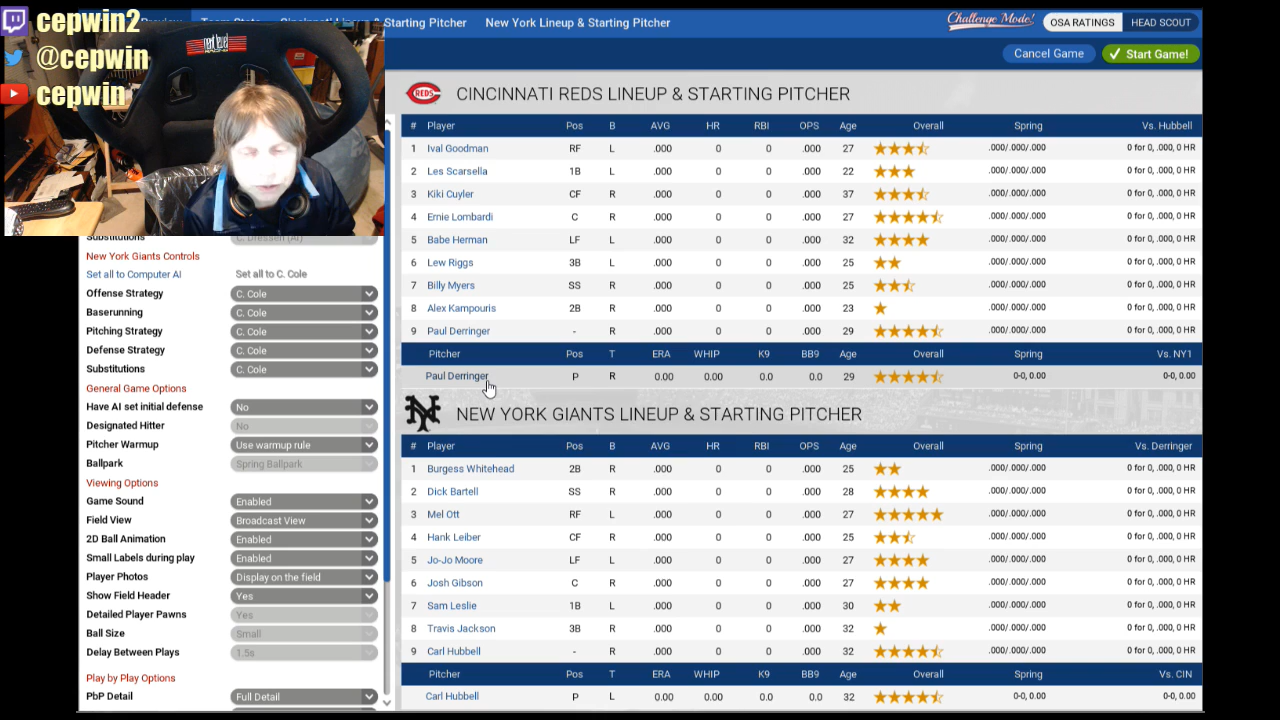 cepwin2
@cepwin
cepwin
Cincinnati Lineup & Starting Pitcher New York Lineup & Starting Pitcher
Challenge Mode! OSA RATINGS HEAD SCOUT
Cancel Game Start Game!
Substitutions C. Dressen (AI)
New York Giants Controls
Set all to Computer AI Set all to C. Cole
Offense Strategy C. Cole
Baserunning C. Cole
Pitching Strategy C. Cole
Defense Strategy C. Cole
Substitutions C. Cole
General Game Options
Have AI set initial defense No
Designated Hitter No
Pitcher Warmup Use warmup rule
Ballpark Spring Ballpark
Viewing Options
Game Sound Enabled
Field View Broadcast View
2D Ball Animation Enabled
Small Labels during play Enabled
Player Photos Display on the field
Show Field Header Yes
Detailed Player Pawns Yes
Ball Size Small
Delay Between Plays 1.5s
Play by Play Options
PbP Detail Full Detail
REDS CINCINNATI REDS LINEUP & STARTING PITCHER
# Player Pos B AVG HR RBI OPS Age Overall Spring Vs. Hubbell
1 Ival Goodman RF L .000 0 0 .000 27 .000/.000/.000 0 for 0, .000, 0 HR
2 Les Scarsella 1B L .000 0 0 .000 22 .000/.000/.000 0 for 0, .000, 0 HR
3 Kiki Cuyler CF R .000 0 0 .000 37 .000/.000/.000 0 for 0, .000, 0 HR
4 Ernie Lombardi C R .000 0 0 .000 27 .000/.000/.000 0 for 0, .000, 0 HR
5 Babe Herman LF L .000 0 0 .000 32 .000/.000/.000 0 for 0, .000, 0 HR
6 Lew Riggs 3B L .000 0 0 .000 25 .000/.000/.000 0 for 0, .000, 0 HR
7 Billy Myers SS R .000 0 0 .000 25 .000/.000/.000 0 for 0, .000, 0 HR
8 Alex Kampouris 2B R .000 0 0 .000 23 .000/.000/.000 0 for 0, .000, 0 HR
9 Paul Derringer - R .000 0 0 .000 29 .000/.000/.000 0 for 0, .000, 0 HR
Pitcher Pos T ERA WHIP K9 BB9 Age Overall Spring Vs. NY1
Paul Derringer P R 0.00 0.00 0.0 0.0 29 0-0, 0.00 0-0, 0.00
NY NEW YORK GIANTS LINEUP & STARTING PITCHER
# Player Pos B AVG HR RBI OPS Age Overall Spring Vs. Derringer
1 Burgess Whitehead 2B R .000 0 0 .000 25 .000/.000/.000 0 for 0, .000, 0 HR
2 Dick Bartell SS R .000 0 0 .000 28 .000/.000/.000 0 for 0, .000, 0 HR
3 Mel Ott RF L .000 0 0 .000 27 .000/.000/.000 0 for 0, .000, 0 HR
4 Hank Leiber CF R .000 0 0 .000 25 .000/.000/.000 0 for 0, .000, 0 HR
5 Jo-Jo Moore LF L .000 0 0 .000 27 .000/.000/.000 0 for 0, .000, 0 HR
6 Josh Gibson C R .000 0 0 .000 27 .000/.000/.000 0 for 0, .000, 0 HR
7 Sam Leslie 1B L .000 0 0 .000 30 .000/.000/.000 0 for 0, .000, 0 HR
8 Travis Jackson 3B R .000 0 0 .000 32 .000/.000/.000 0 for 0, .000, 0 HR
9 Carl Hubbell - R .000 0 0 .000 32 .000/.000/.000 0 for 0, .000, 0 HR
Pitcher Pos T ERA WHIP K9 BB9 Age Overall Spring Vs. CIN
Carl Hubbell P L 0.00 0.00 0.0 0.0 32 0-0, 0.00 0-0, 0.00